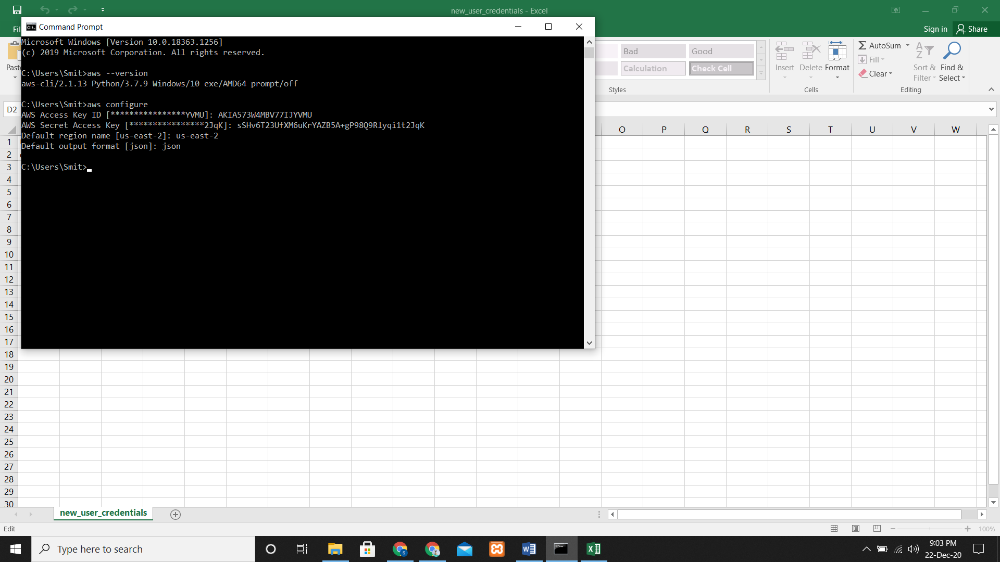 new_user_credentials - Excel
Command Prompt
Fil
Sign in
Share
Microsoft Windows [Version 10.0.18363.1256]
(c) 2019 Microsoft Corporation. All rights reserved.
C:\Users\Smit>aws --version
aws-cli/2.1.13 Python/3.7.9 Windows/10 exe/AMD64 prompt/off
C:\Users\Smit>aws configure
AWS Access Key ID [****************YVMU]: AKIA573W4MBV77IJYVMU
AWS Secret Access Key [****************2JqK]: 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
Default region name [us-east-2]: us-east-2
Default output format [json]: json
C:\Users\Smit>
Paste
Bad Good
Calculation Check Cell
Styles
Insert Delete Format
Cells
AutoSum
Fill
Clear
Sort & Filter
Find & Select
Editing
D2
O P Q R S T U V W
1
2
3
4
5
6
7
8
9
10
11
12
13
14
15
16
17
18
19
20
21
22
23
24
25
26
27
28
29
30
new_user_credentials
Edit
100%
Type here to search
9:03 PM
22-Dec-20